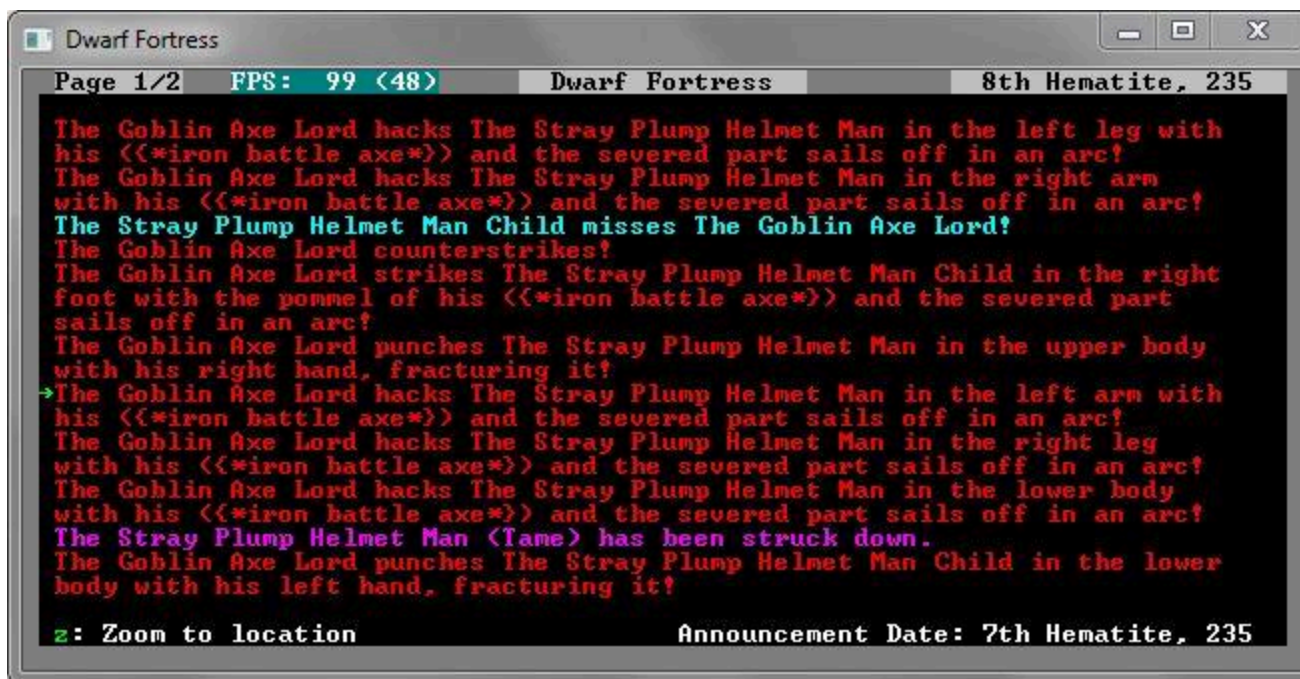 Dwarf Fortress
Page 1/2 FPS: 99 (48) Dwarf Fortress 8th Hematite, 235
The Goblin Axe Lord hacks The Stray Plump Helmet Man in the left leg with
his ({*iron battle axe*}) and the severed part sails off in an arc!
The Goblin Axe Lord hacks The Stray Plump Helmet Man in the right arm
with his ({*iron battle axe*}) and the severed part sails off in an arc!
The Stray Plump Helmet Man Child misses The Goblin Axe Lord!
The Goblin Axe Lord counterstrikes!
The Goblin Axe Lord strikes The Stray Plump Helmet Man Child in the right
foot with the pommel of his ({*iron battle axe*}) and the severed part
sails off in an arc!
The Goblin Axe Lord punches The Stray Plump Helmet Man in the upper body
with his right hand, fracturing it!
→The Goblin Axe Lord hacks The Stray Plump Helmet Man in the left arm with
his ({*iron battle axe*}) and the severed part sails off in an arc!
The Goblin Axe Lord hacks The Stray Plump Helmet Man in the right leg
with his ({*iron battle axe*}) and the severed part sails off in an arc!
The Goblin Axe Lord hacks The Stray Plump Helmet Man in the lower body
with his ({*iron battle axe*}) and the severed part sails off in an arc!
The Stray Plump Helmet Man (Tame) has been struck down.
The Goblin Axe Lord punches The Stray Plump Helmet Man Child in the lower
body with his left hand, fracturing it!
z: Zoom to location Announcement Date: 7th Hematite, 235